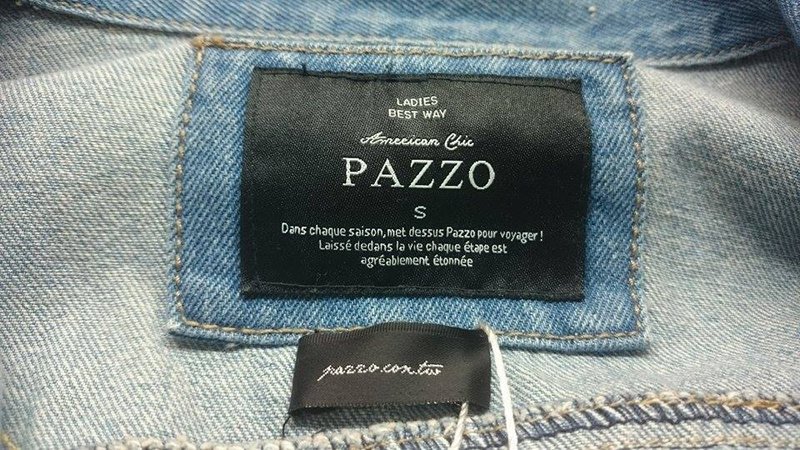 LADIES
BEST WAY
American Chic
PAZZO
S
Dans chaque saison,met dessus Pazzo pour voyager!
Laissé dedans la vie chaque étape est
agréablement étonnée
pazzo.com.tw